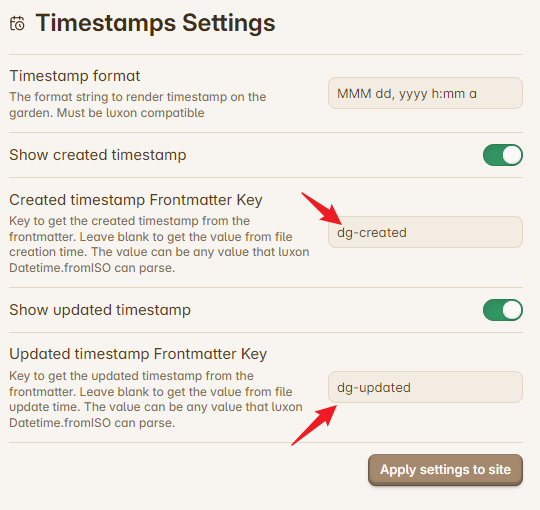 Timestamps Settings
Timestamp format
The format string to render timestamp on the
garden. Must be luxon compatible
MMM dd, yyyy h:mm a
Show created timestamp
Created timestamp Frontmatter Key
Key to get the created timestamp from the
frontmatter. Leave blank to get the value from file
creation time. The value can be any value that luxon
Datetime.fromISO can parse.
dg-created
Show updated timestamp
Updated timestamp Frontmatter Key
Key to get the updated timestamp from the
frontmatter. Leave blank to get the value from file
update time. The value can be any value that luxon
Datetime.fromISO can parse.
dg-updated
Apply settings to site